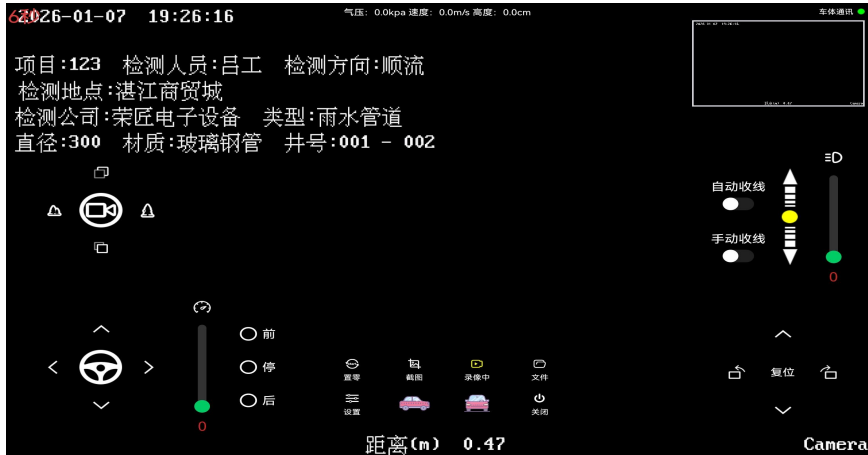 6秒
2026-01-07 19:26:16
气压: 0.0kpa 速度: 0.0m/s 高度: 0.0cm
车体通讯
项目:123 检测人员:吕工 检测方向:顺流
检测地点:湛江商贸城
检测公司:荣匠电子设备 类型:雨水管道
直径:300 材质:玻璃钢管 井号:001 - 002
自动收线
手动收线
0
前
停
后
0
置零 截图 录像中 文件
设置 关闭
复位
距离(m) 0.47
Camera